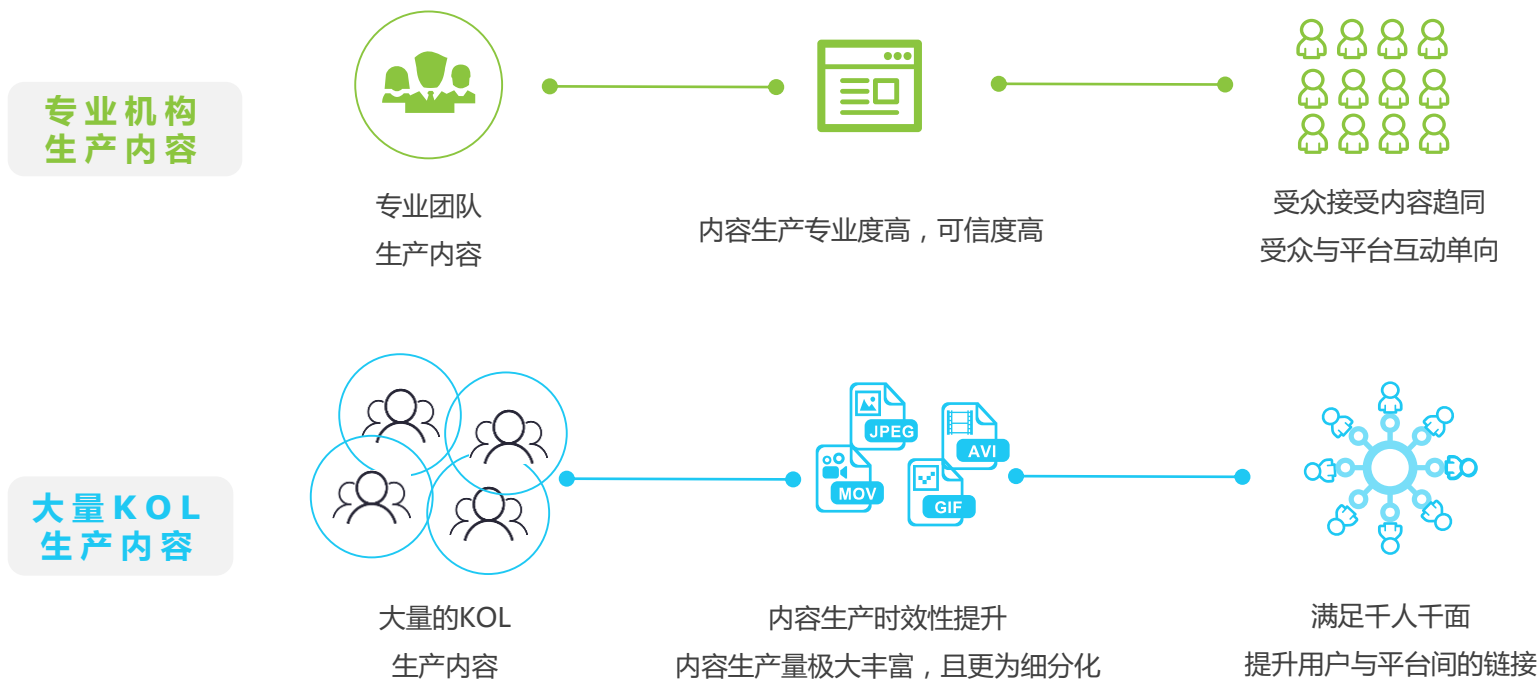 专业机构
生产内容
专业团队
生产内容
内容生产专业度高，可信度高
受众接受内容趋同
受众与平台互动单向
大量KOL
生产内容
JPEG
AVI
MOV
GIF
大量的KOL
生产内容
内容生产时效性提升
内容生产量极大丰富，且更为细分化
满足千人千面
提升用户与平台间的链接